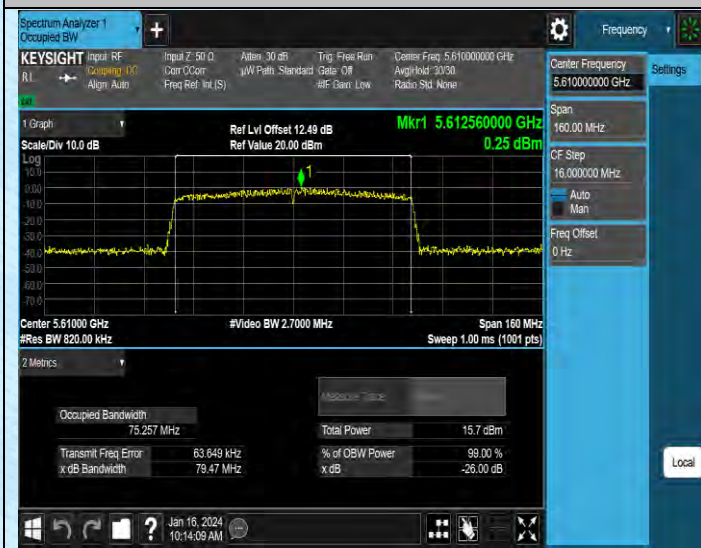 Spectrum Analyzer 1
Occupied BW
Frequency
KEYSIGHT
Input: RF
Coupling: DC
Align: Auto
Input Z: 50 Ω
Corr CCorr
Freq Ref: Int (S)
Atten: 30 dB
µW Path: Standard
Trig: Free Run
Gate: Off
#IF Gain: Low
Center Freq: 5.610000000 GHz
Avg|Hold: 30/30
Radio Std: None
Center Frequency
5.610000000 GHz
Settings
Span
160.00 MHz
CF Step
16.000000 MHz
Auto
Man
Freq Offset
0 Hz
1 Graph
Scale/Div 10.0 dB
Ref Lvl Offset 12.49 dB
Ref Value 20.00 dBm
Mkr1 5.612560000 GHz
0.25 dBm
Log
10.0
0.00
-10.0
-20.0
-30.0
-40.0
-50.0
-60.0
-70.0
1
Center 5.61000 GHz
#Res BW 820.00 kHz
#Video BW 2.7000 MHz
Span 160 MHz
Sweep 1.00 ms (1001 pts)
2 Metrics
Measure Trace
Occupied Bandwidth
75.257 MHz
Total Power 15.7 dBm
Transmit Freq Error 63.649 kHz
% of OBW Power 99.00 %
x dB Bandwidth 79.47 MHz
x dB -26.00 dB
Local
Jan 16, 2024
10:14:09 AM